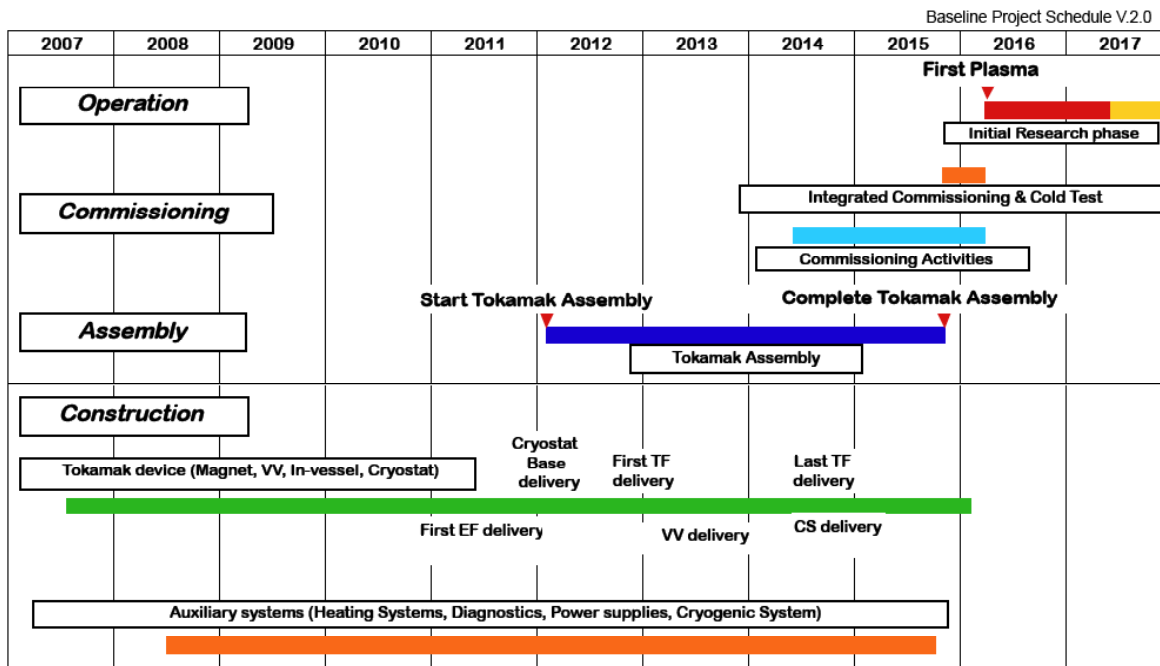 Baseline Project Schedule V.2.0
2007 2008 2009 2010 2011 2012 2013 2014 2015 2016 2017
First Plasma
Operation
Initial Research phase
Commissioning
Integrated Commissioning & Cold Test
Commissioning Activities
Start Tokamak Assembly
Complete Tokamak Assembly
Assembly
Tokamak Assembly
Construction
Tokamak device (Magnet, VV, In-vessel, Cryostat)
Cryostat
Base
delivery
First TF
delivery
Last TF
delivery
First EF delivery
VV delivery
CS delivery
Auxiliary systems (Heating Systems, Diagnostics, Power supplies, Cryogenic System)